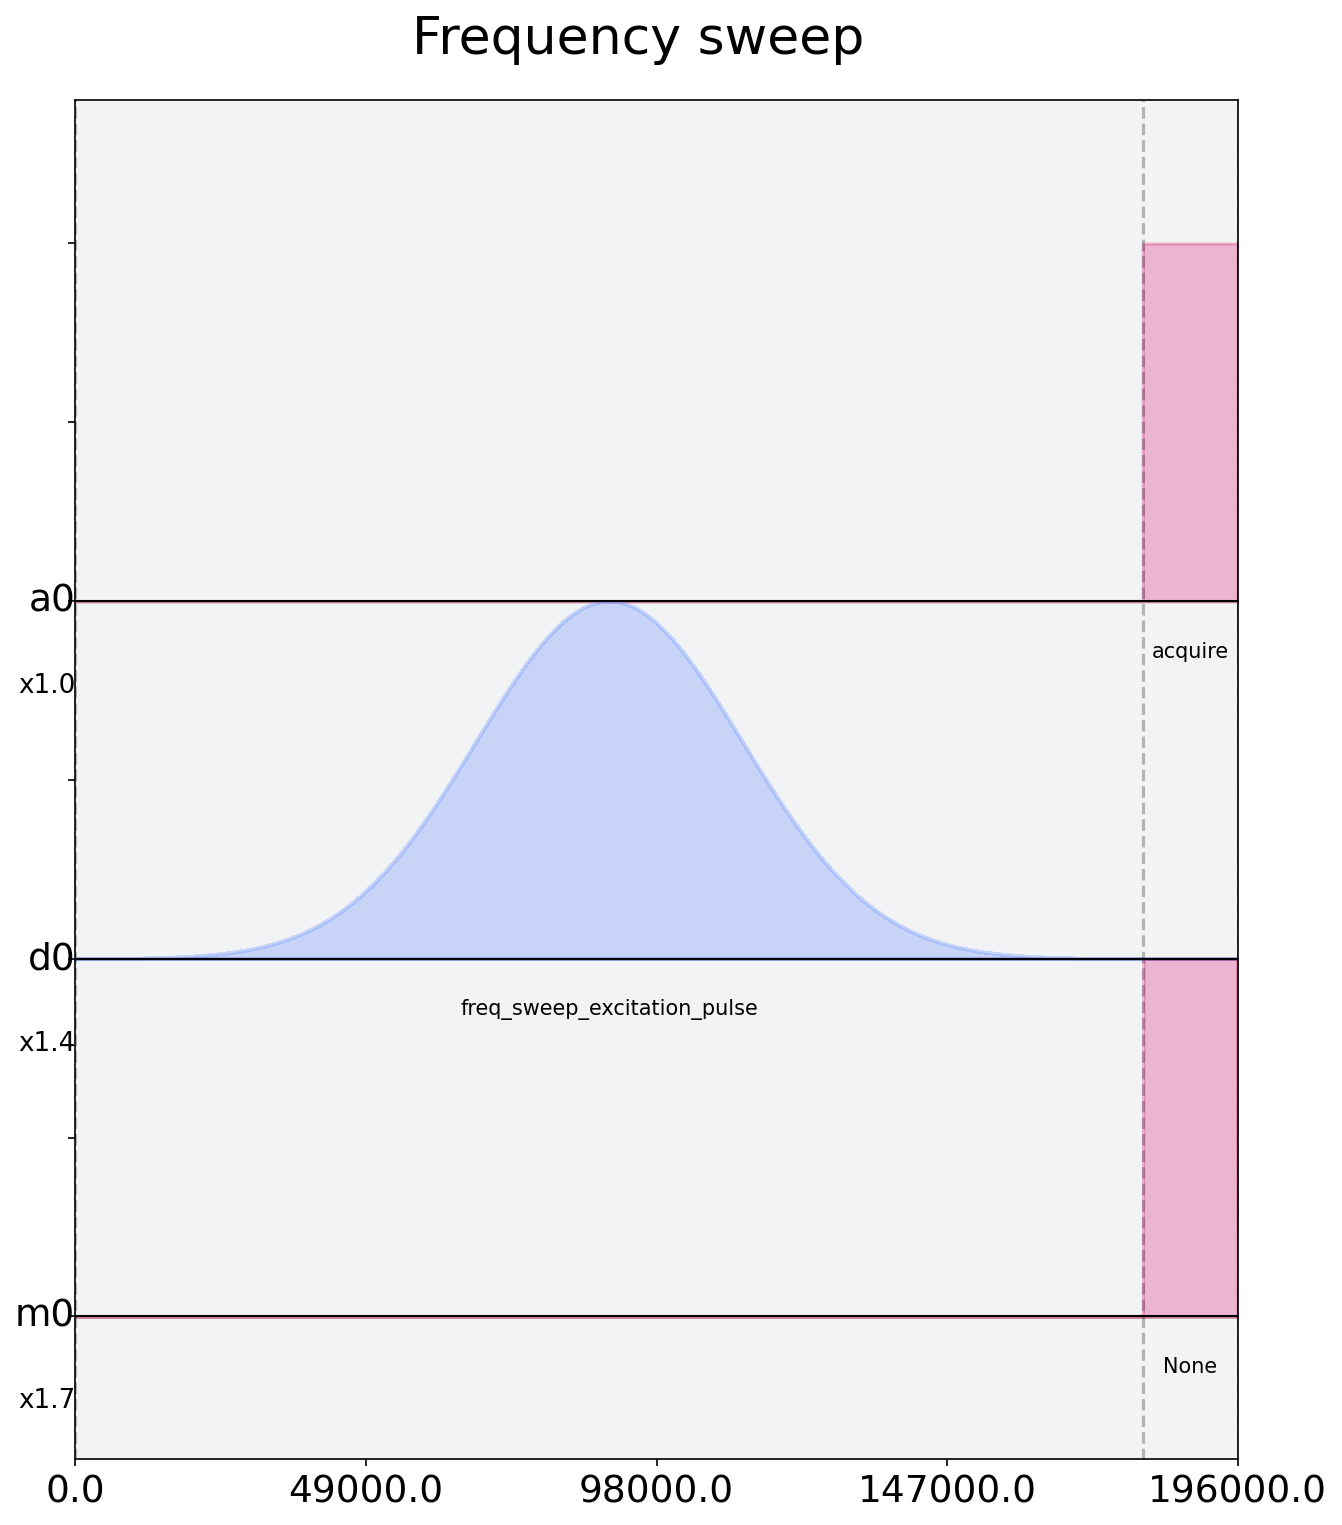 Frequency sweep
a0
x1.0
acquire
d0
freq_sweep_excitation_pulse
x1.4
m0
None
x1.7
0.0 49000.0 98000.0 147000.0 196000.0